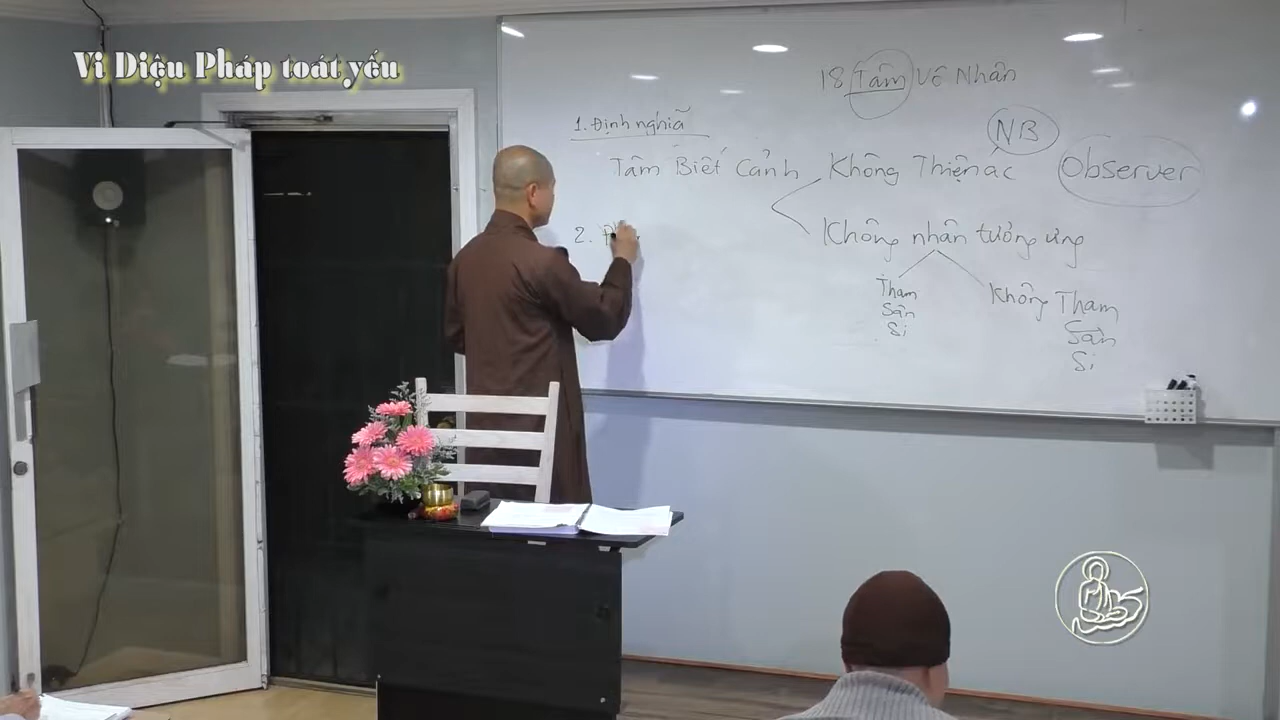 Vi Diệu Pháp toát yếu
18 Tâm Vô Nhân
1. Định nghĩa
NB
Tâm Biết Cảnh Không Thiện ác Observer
Không nhân tưởng ưng
2.
Tham
Sân
Si
Không Tham
Sân
Si